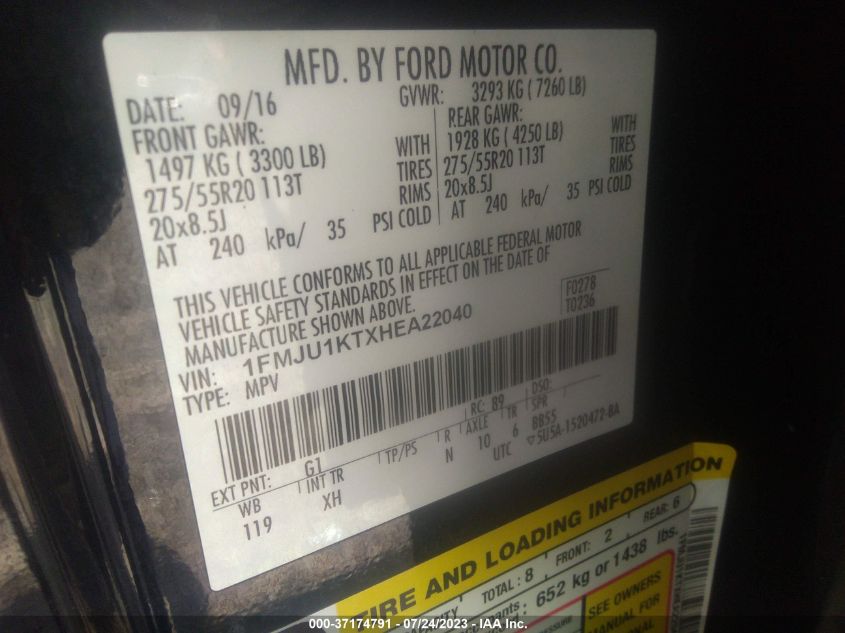 MFD. BY FORD MOTOR CO.
DATE: 09/16 GVWR: 3293 KG ( 7260 LB)
FRONT GAWR: REAR GAWR:
1497 KG ( 3300 LB) WITH 1928 KG ( 4250 LB) WITH
275/55R20 113T TIRES 275/55R20 113T TIRES
20x8.5J RIMS 20x8.5J RIMS
AT 240 kPa/ 35 PSI COLD AT 240 kPa/ 35 PSI COLD
THIS VEHICLE CONFORMS TO ALL APPLICABLE FEDERAL MOTOR
VEHICLE SAFETY STANDARDS IN EFFECT ON THE DATE OF
MANUFACTURE SHOWN ABOVE.
F0278
T0236
VIN: 1FMJU1KTXHEA22040
TYPE: MPV
EXT PNT: G1 RC: 89 DSO:
WB INT TR TP/PS R AXLE TR SPR
119 XH N 10 6 BB55
UTC ▽5U5A-1520472-BA
TIRE AND LOADING INFORMATION
TOTAL: 8 FRONT: 2 REAR: 6
652 kg or 1438 lbs.
SEE OWNERS
MANUAL FOR
37174791 - 07/24/2023 - IAA Inc.